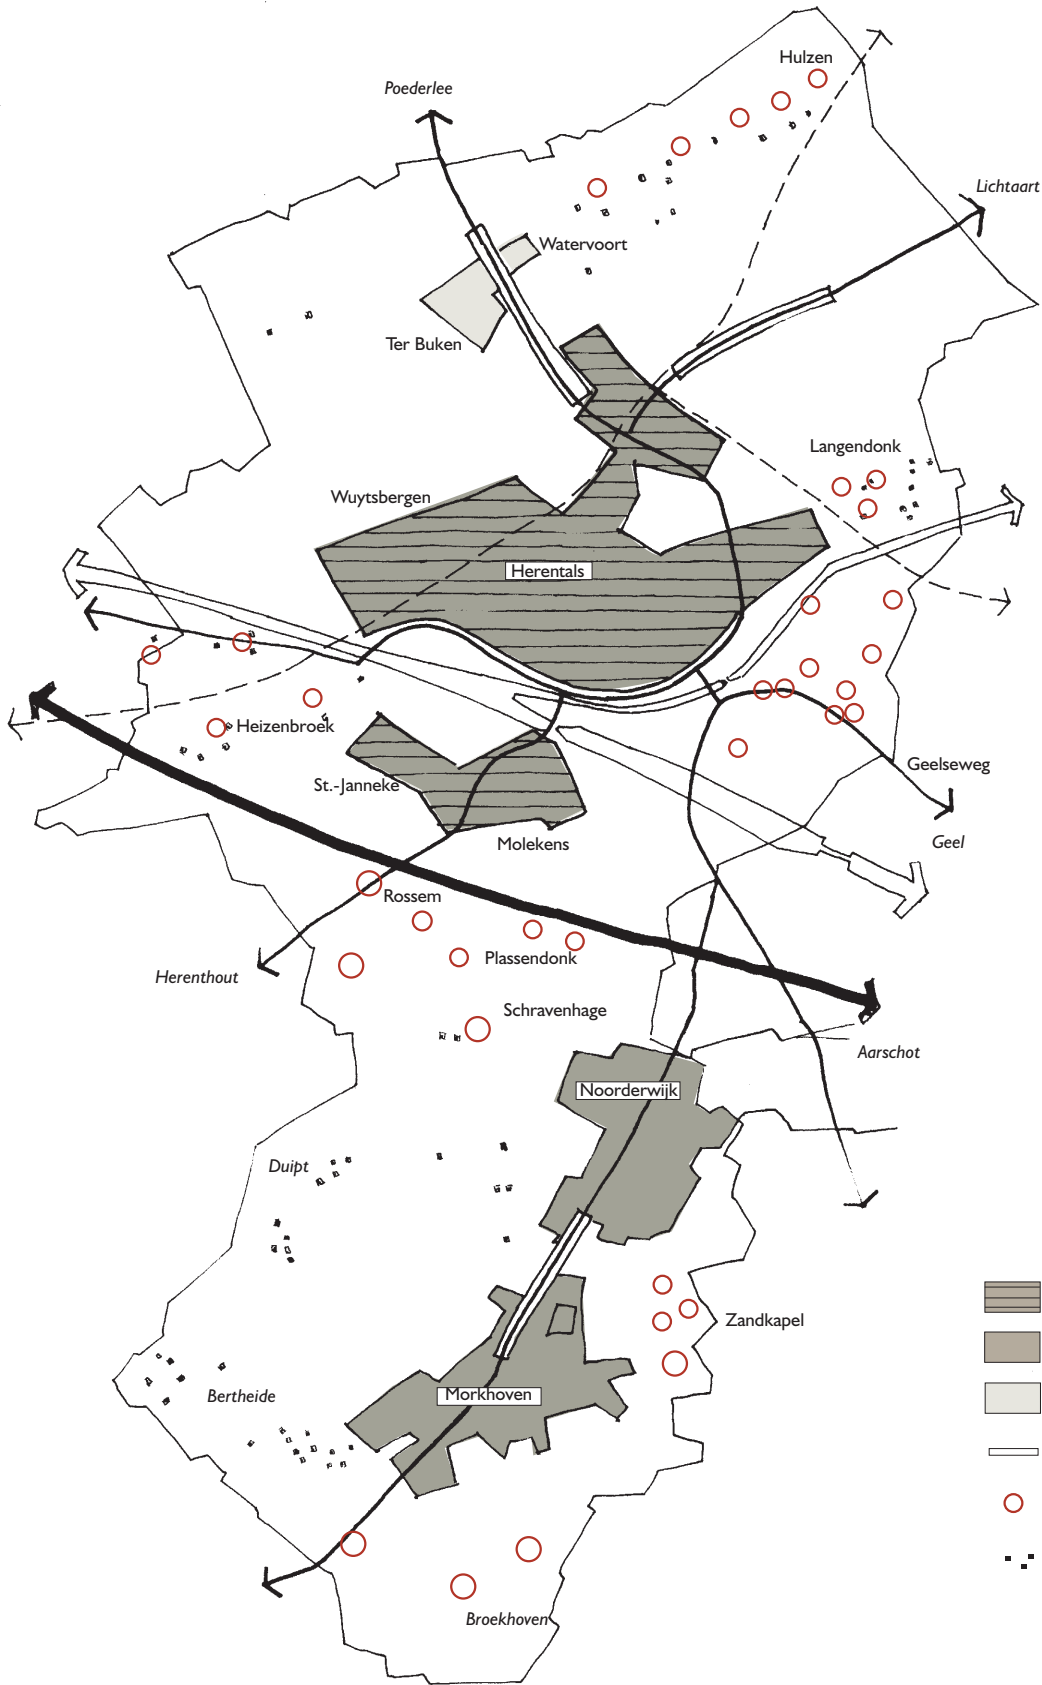 Hulzen
Poederlee
Lichtaart
Watervoort
Ter Buken
Langendonk
Wuytsbergen
Herentals
Heizenbroek
Geelseweg
St.-Janneke
Geel
Molekens
Rossem
Plassendonk
Herenthout
Schravenhage
Aarschot
Noorderwijk
Duipt
Zandkapel
Bertheide
Morkhoven
Broekhoven